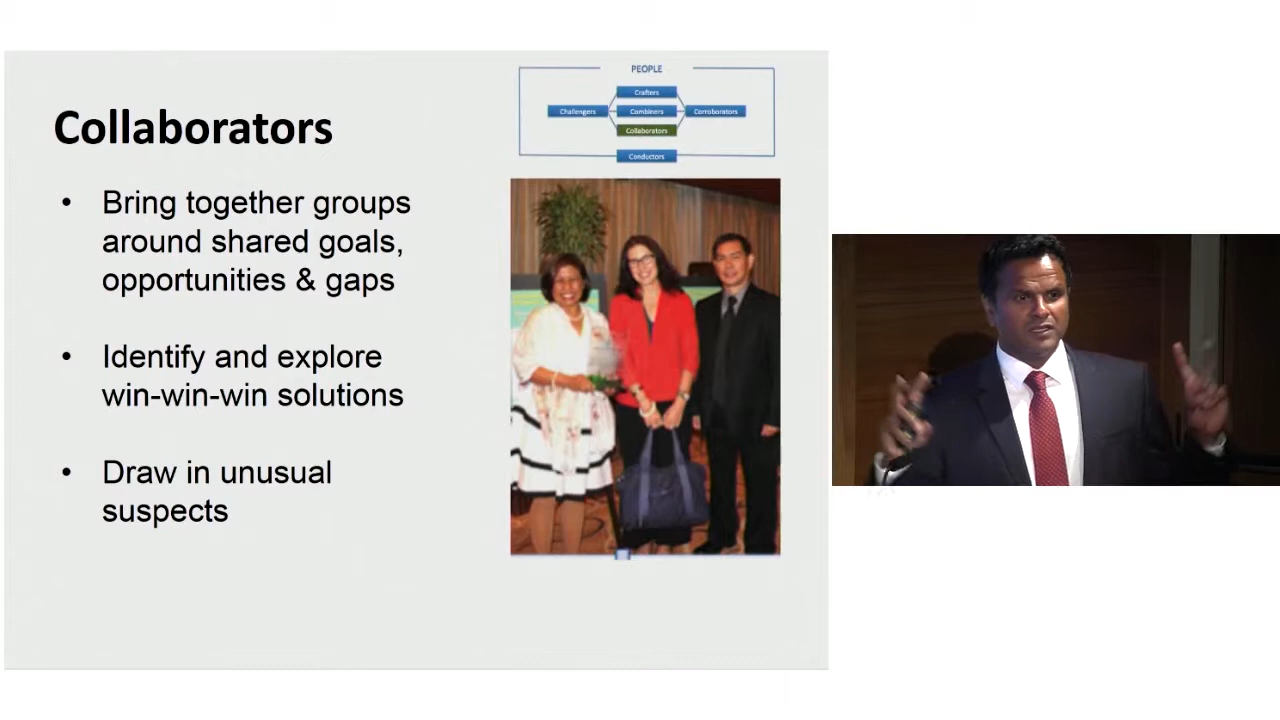 PEOPLE
Crafters
Challengers
Combiners
Corroborators
Collaborators
Conductors
Collaborators
• Bring together groups
around shared goals,
opportunities & gaps
• Identify and explore
win-win-win solutions
• Draw in unusual
suspects